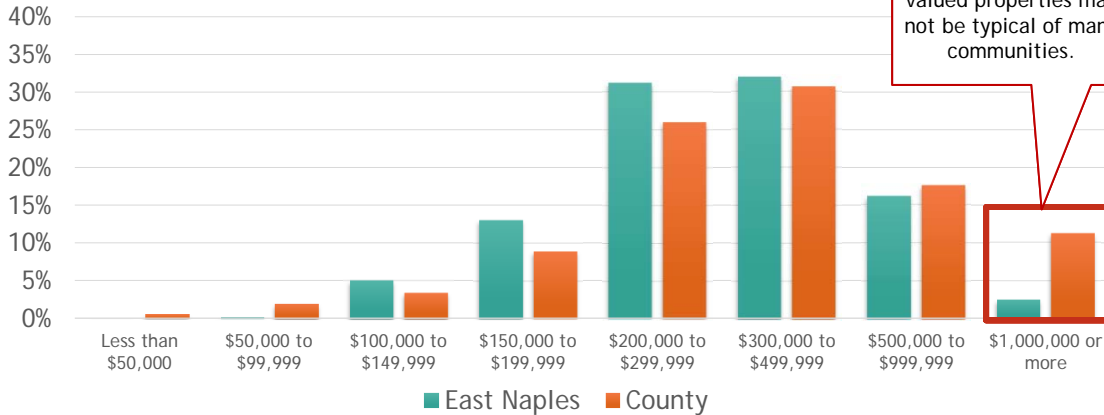 valued properties ma
not be typical of man
communities.
40%
35%
30%
25%
20%
15%
10%
5%
0%
Less than
$50,000
$50,000 to
$99,999
$100,000 to
$149,999
$150,000 to
$199,999
$200,000 to
$299,999
$300,000 to
$499,999
$500,000 to
$999,999
$1,000,000 or
more
East Naples
County